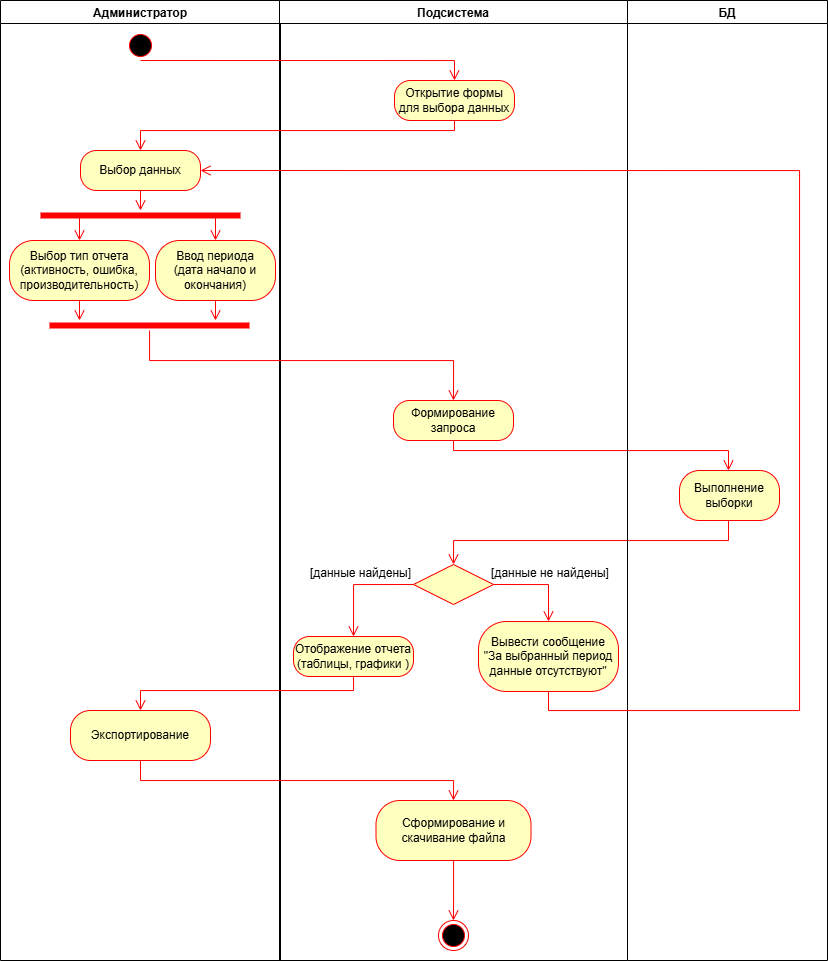 Администратор
Подсистема
БД
Открытие формы
для выбора данных
Выбор данных
Выбор тип отчета
(активность, ошибка,
производительность)
Ввод периода
(дата начало и
окончания)
Формирование
запроса
Выполнение
выборки
[данные найдены]
[данные не найдены]
Отображение отчета
(таблицы, графики )
Вывести сообщение
"За выбранный период
данные отсутствуют"
Экспортирование
Сформирование и
скачивание файла